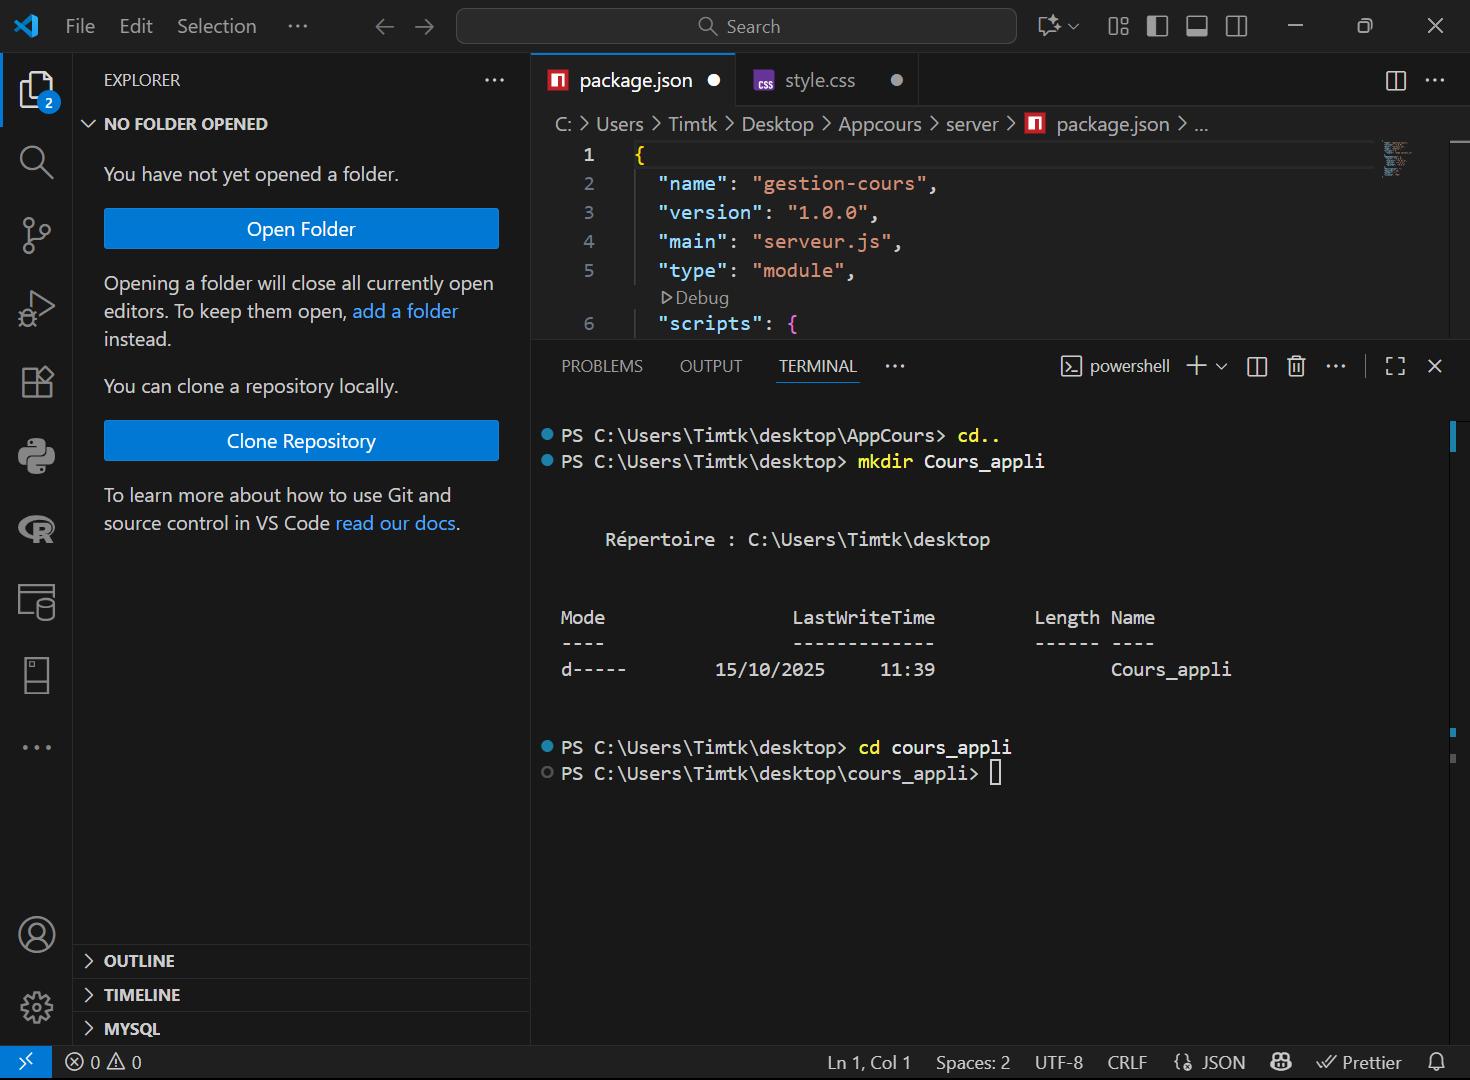 File Edit Selection ··· Search
EXPLORER ···
2
NO FOLDER OPENED
You have not yet opened a folder.
Open Folder
Opening a folder will close all currently open
editors. To keep them open, add a folder
instead.
You can clone a repository locally.
Clone Repository
To learn more about how to use Git and
source control in VS Code read our docs.
OUTLINE
TIMELINE
MYSQL
package.json css style.css
C: > Users > Timtk > Desktop > Appcours > server > package.json > ...
1 {
2 "name": "gestion-cours",
3 "version": "1.0.0",
4 "main": "serveur.js",
5 "type": "module",
Debug
6 "scripts": {
PROBLEMS OUTPUT TERMINAL ··· powershell
PS C:\Users\Timtk\desktop\AppCours> cd..
PS C:\Users\Timtk\desktop> mkdir Cours_appli
Répertoire : C:\Users\Timtk\desktop
Mode LastWriteTime Length Name
---- ------------- ------ ----
d----- 15/10/2025 11:39 Cours_appli
PS C:\Users\Timtk\desktop> cd cours_appli
PS C:\Users\Timtk\desktop\cours_appli>
0 0 Ln 1, Col 1 Spaces: 2 UTF-8 CRLF JSON Prettier